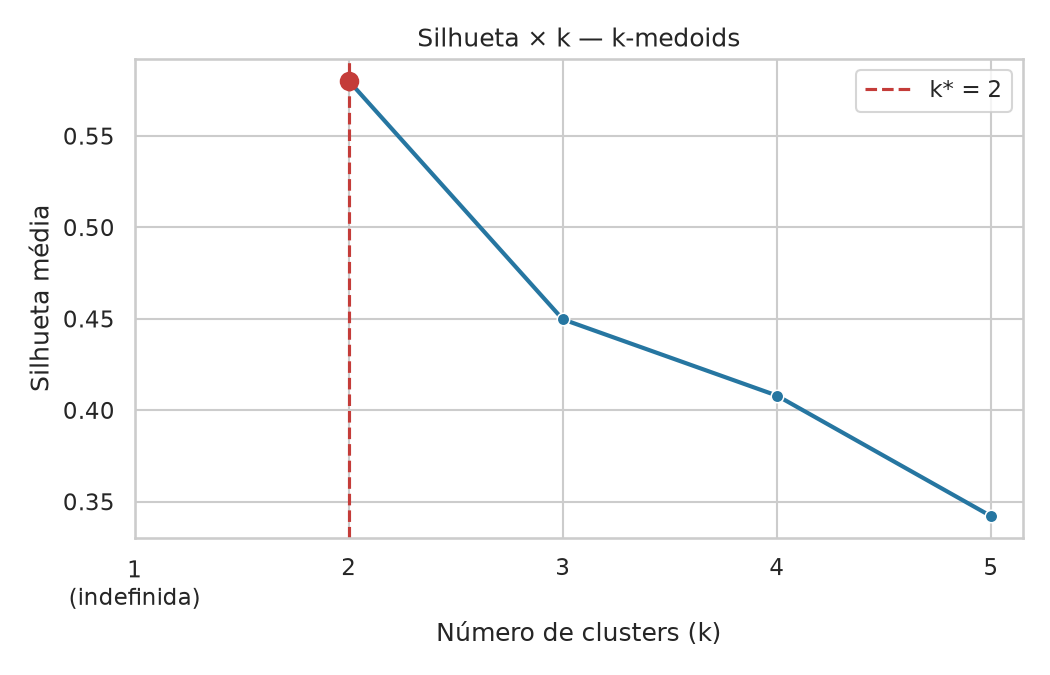 Silhueta × k — k-medoids
k* = 2
Silhueta média
0.55
0.50
0.45
0.40
0.35
1
(indefinida)
2
3
4
5
Número de clusters (k)